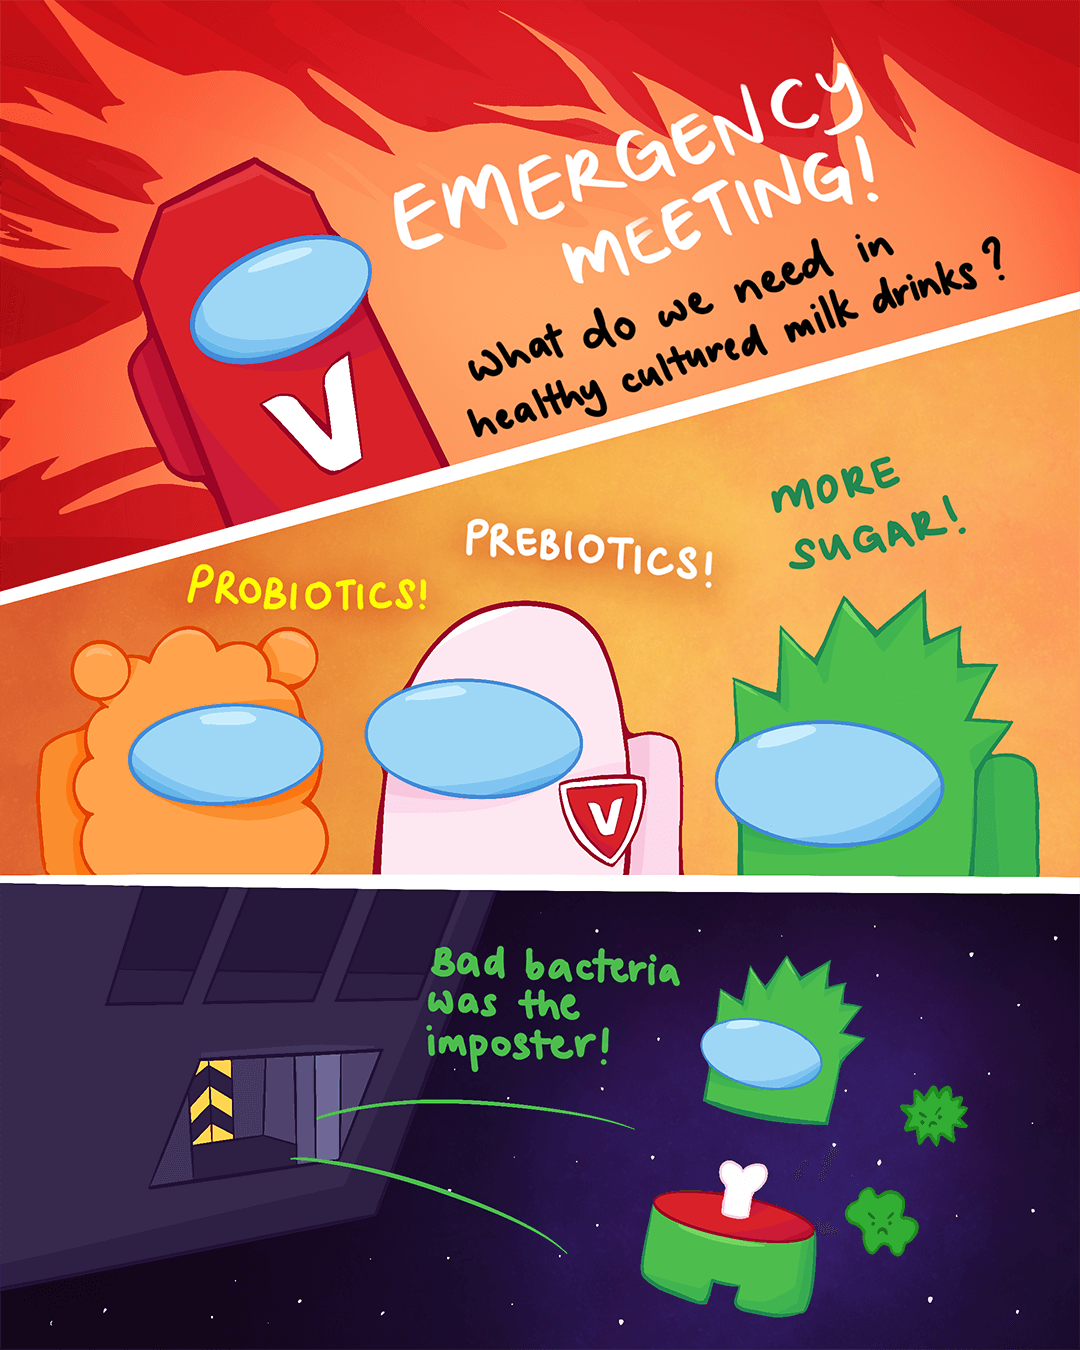 EMERGENCY
MEETING!
what do we need in
healthy cultured milk drinks?
V
PROBIOTICS!
PREBIOTICS!
MORE
SUGAR!
V
Bad bacteria
was the
imposter!